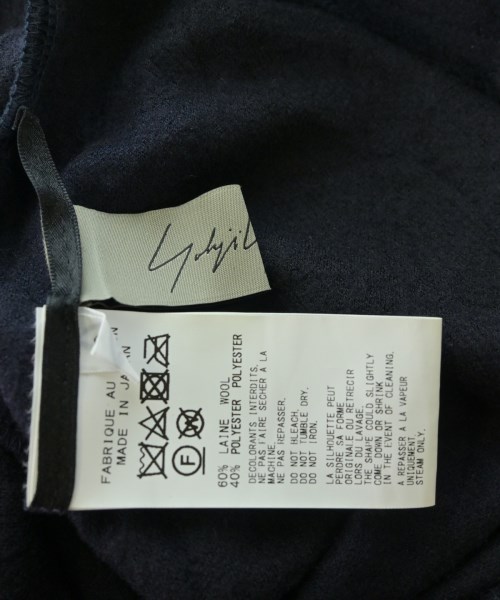 Yohji
FABRIQUE AU
MADE IN JAPAN
F
60% LAINE WOOL
40% POLYESTER POLYESTER
DECOLORANTS INTERDITS.
NE PAS FAIRE SECHER A LA
MACHINE.
NE PAS REPASSER.
DO NOT BLEACH.
DO NOT TUMBLE DRY.
DO NOT IRON.
LA SILHOUETTE PEUT
PERDRE SA FORME
ORIGINALE OU RETRECIR
LORS DU LAVAGE.
THE SHAPE COULD SLIGHTLY
COME DOWN OR SHRINK
IN THE EVENT OF CLEANING.
A REPASSER A LA VAPEUR
UNIQUEMENT.
STEAM ONLY.